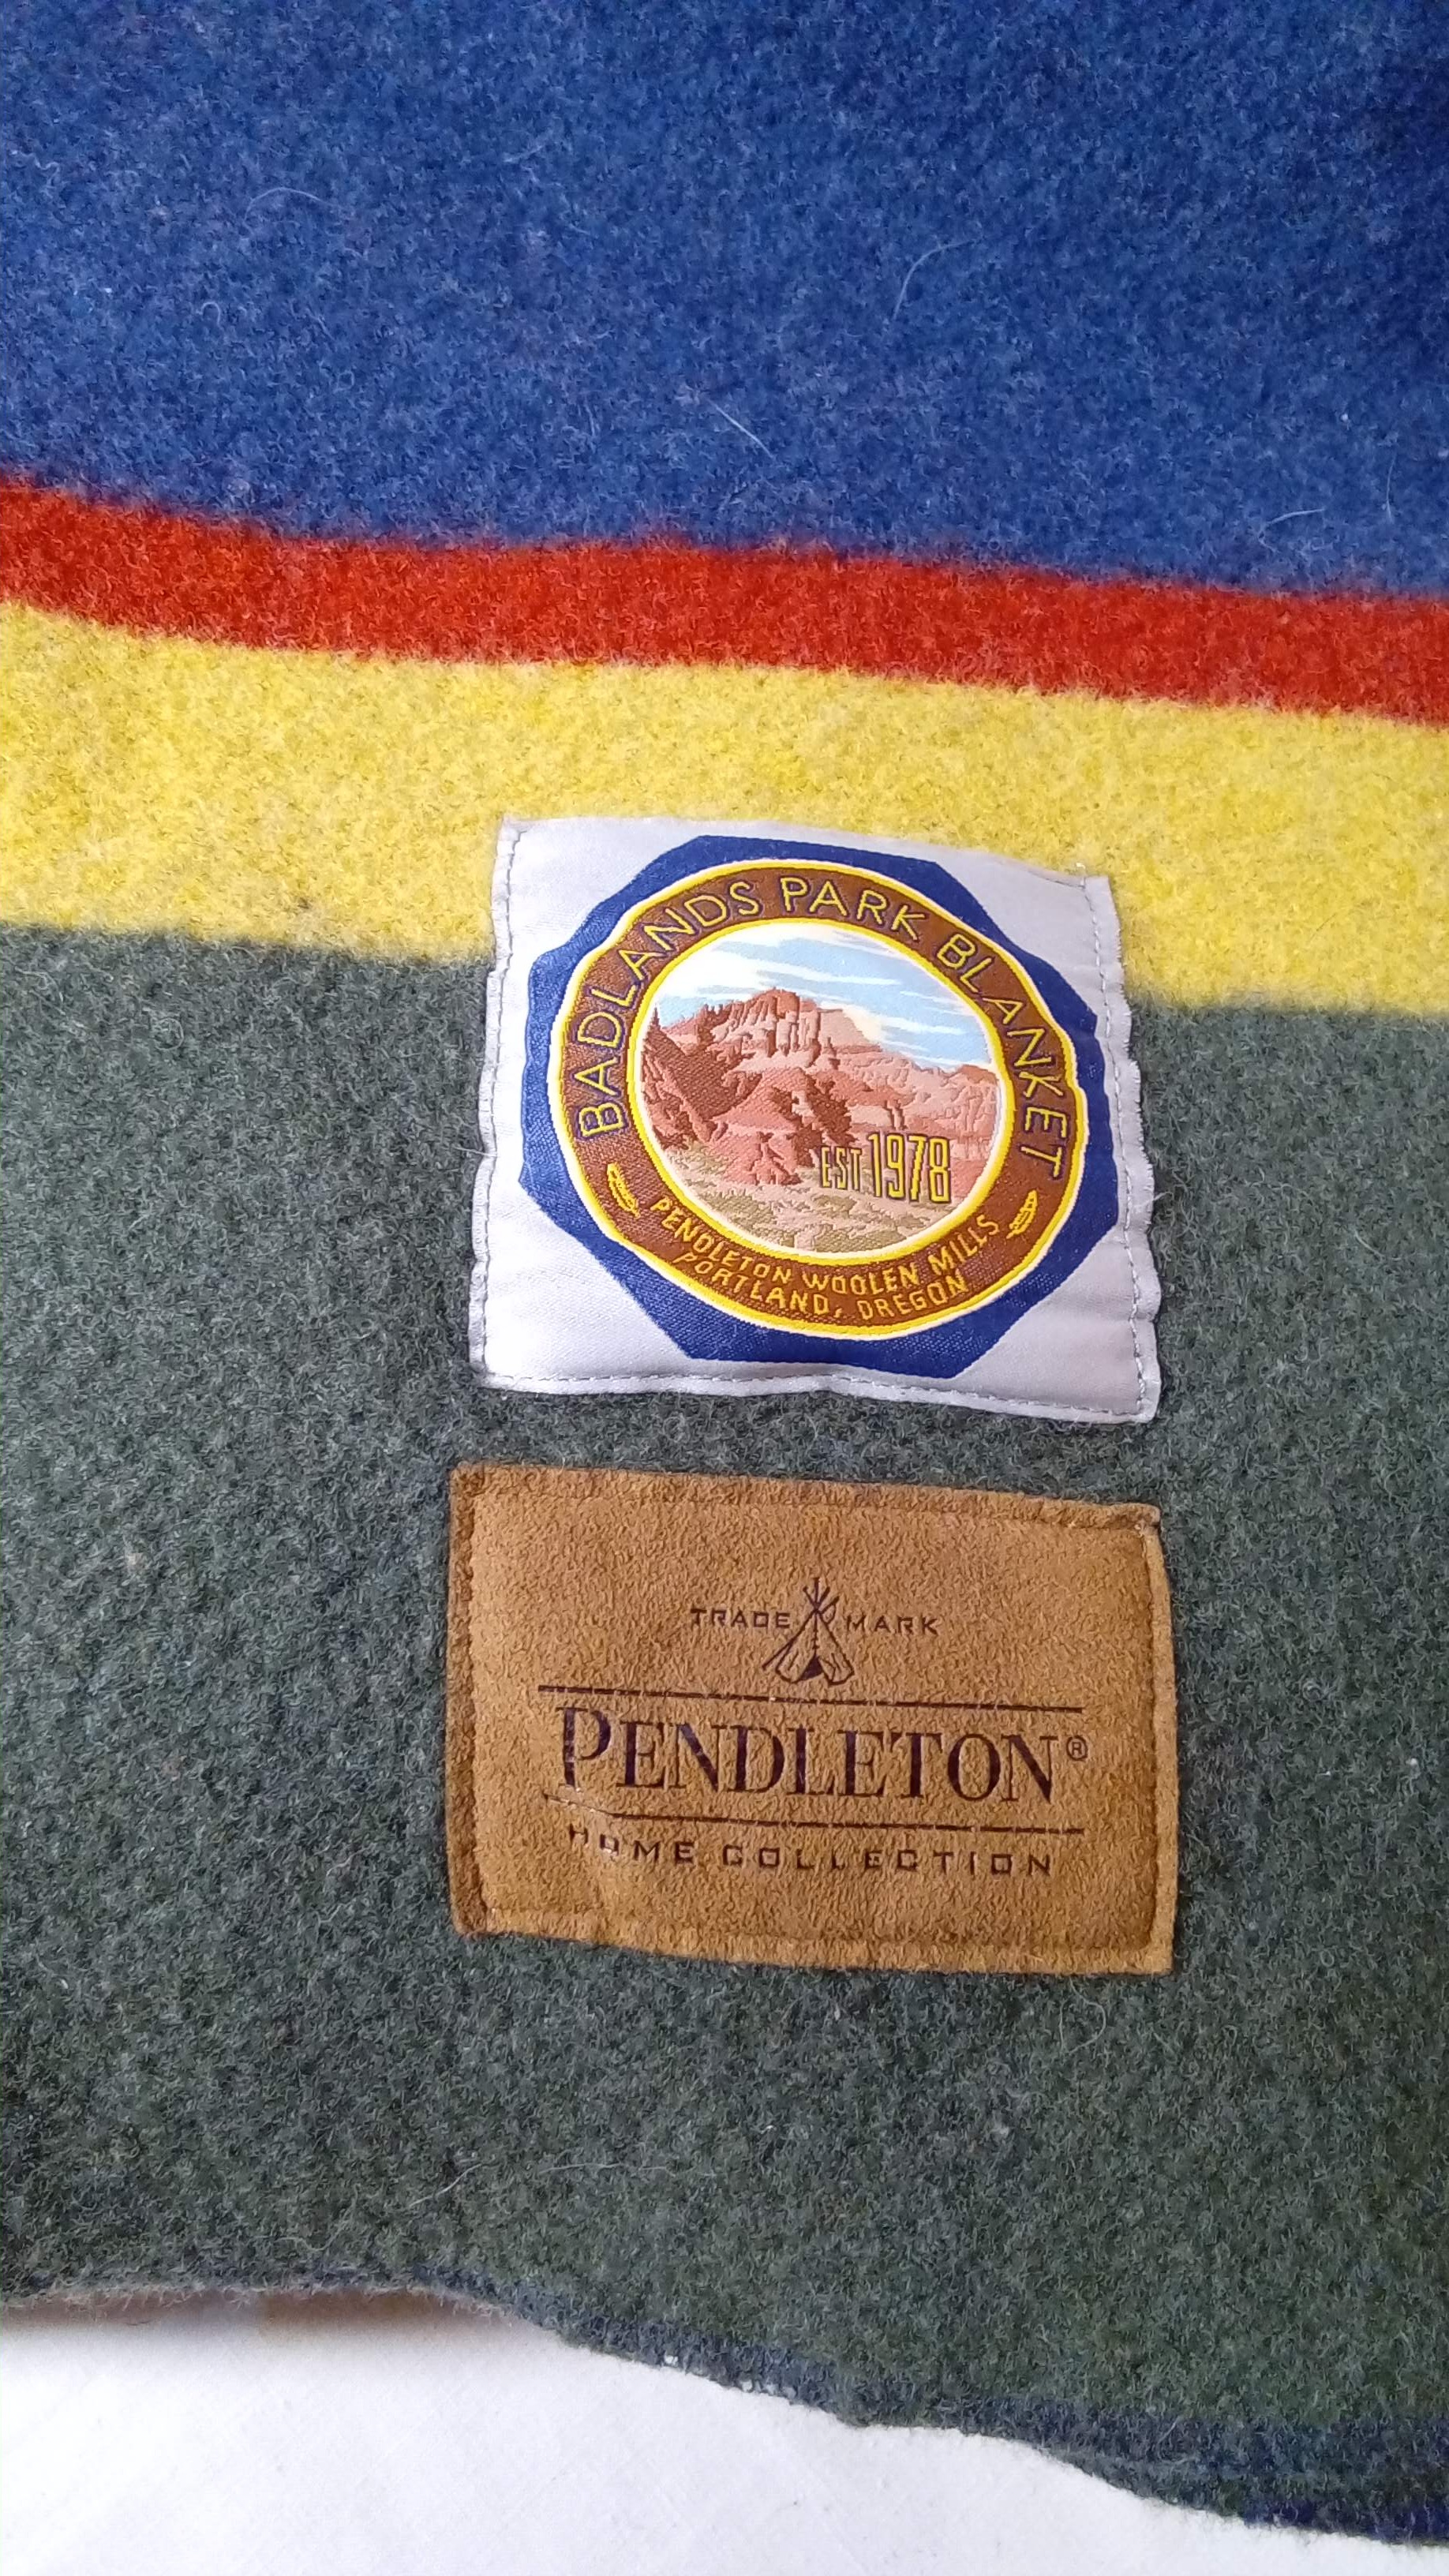 BADLANDS PARK BLANKET
EST 1978
PENDLETON WOOLEN MILLS
PORTLAND, OREGON
TRADE MARK
PENDLETON®
HOME COLLECTION